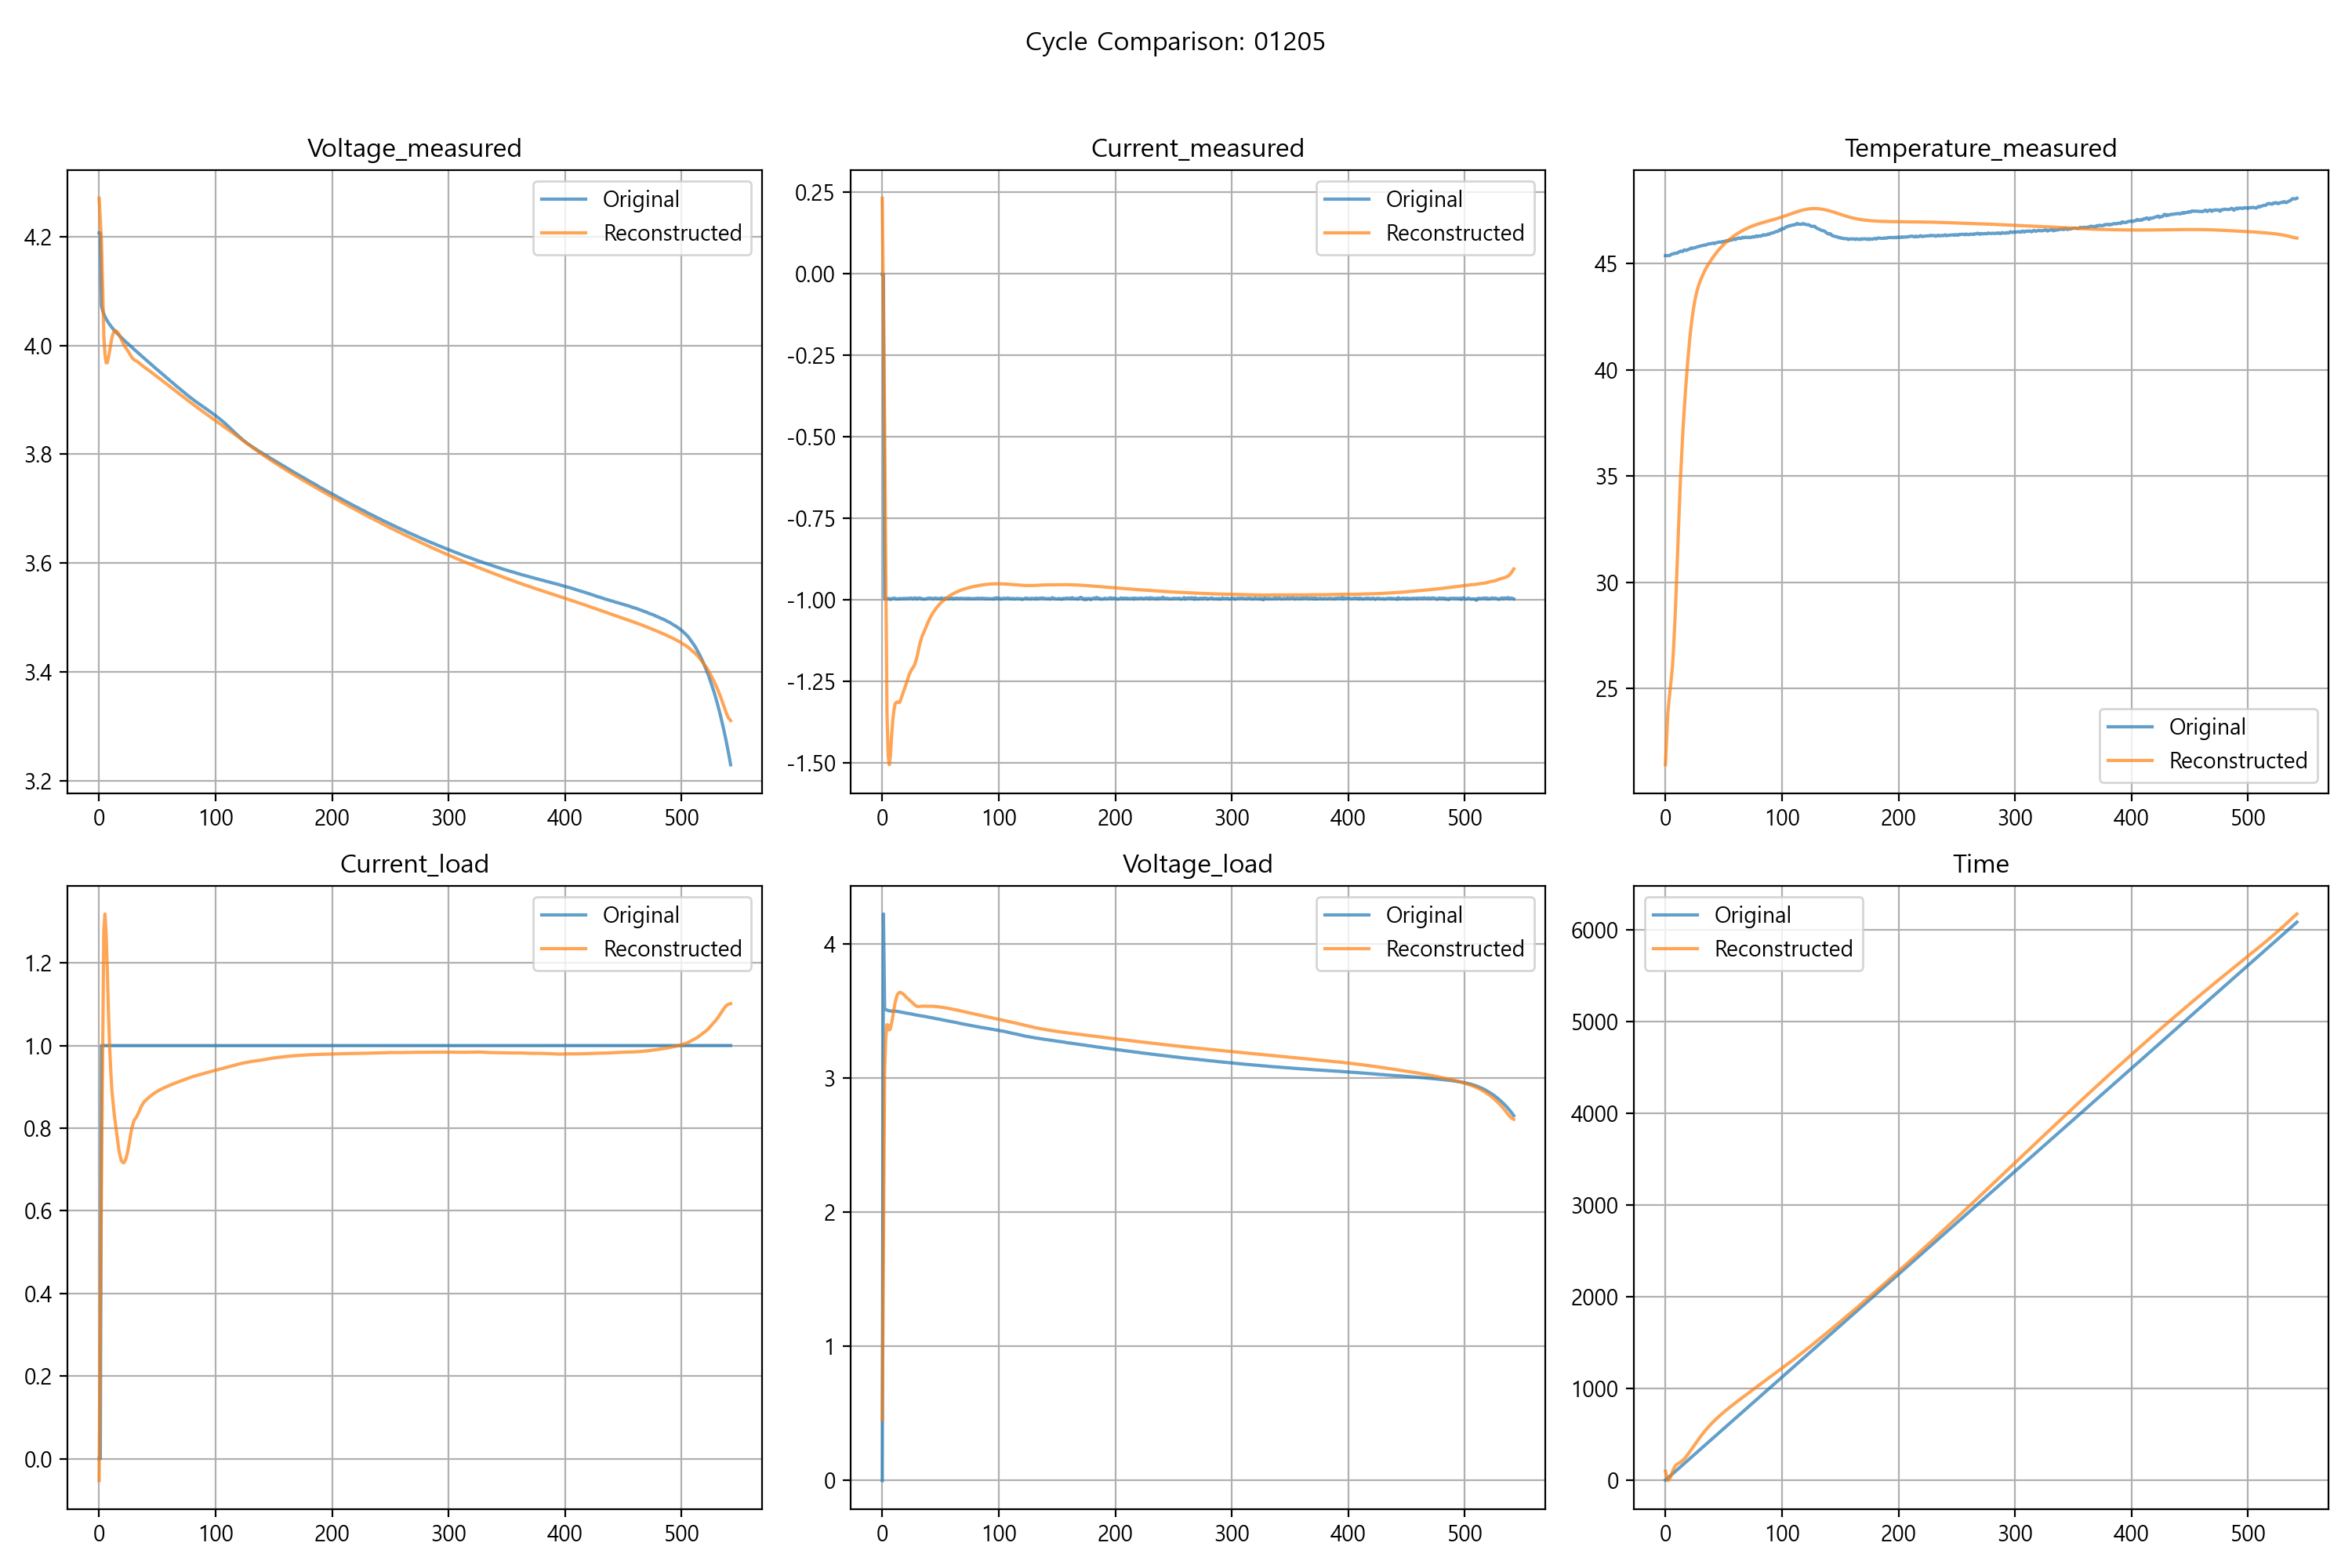 Cycle Comparison: 01205
Voltage_measured
Original
Reconstructed
4.2
4.0
3.8
3.6
3.4
3.2
0 100 200 300 400 500
Current_measured
Original
Reconstructed
0.25
0.00
-0.25
-0.50
-0.75
-1.00
-1.25
-1.50
0 100 200 300 400 500
Temperature_measured
45
40
35
30
25
Original
Reconstructed
0 100 200 300 400 500
Current_load
Original
Reconstructed
1.2
1.0
0.8
0.6
0.4
0.2
0.0
0 100 200 300 400 500
Voltage_load
Original
Reconstructed
4
3
2
1
0
0 100 200 300 400 500
Time
Original
Reconstructed
6000
5000
4000
3000
2000
1000
0
0 100 200 300 400 500